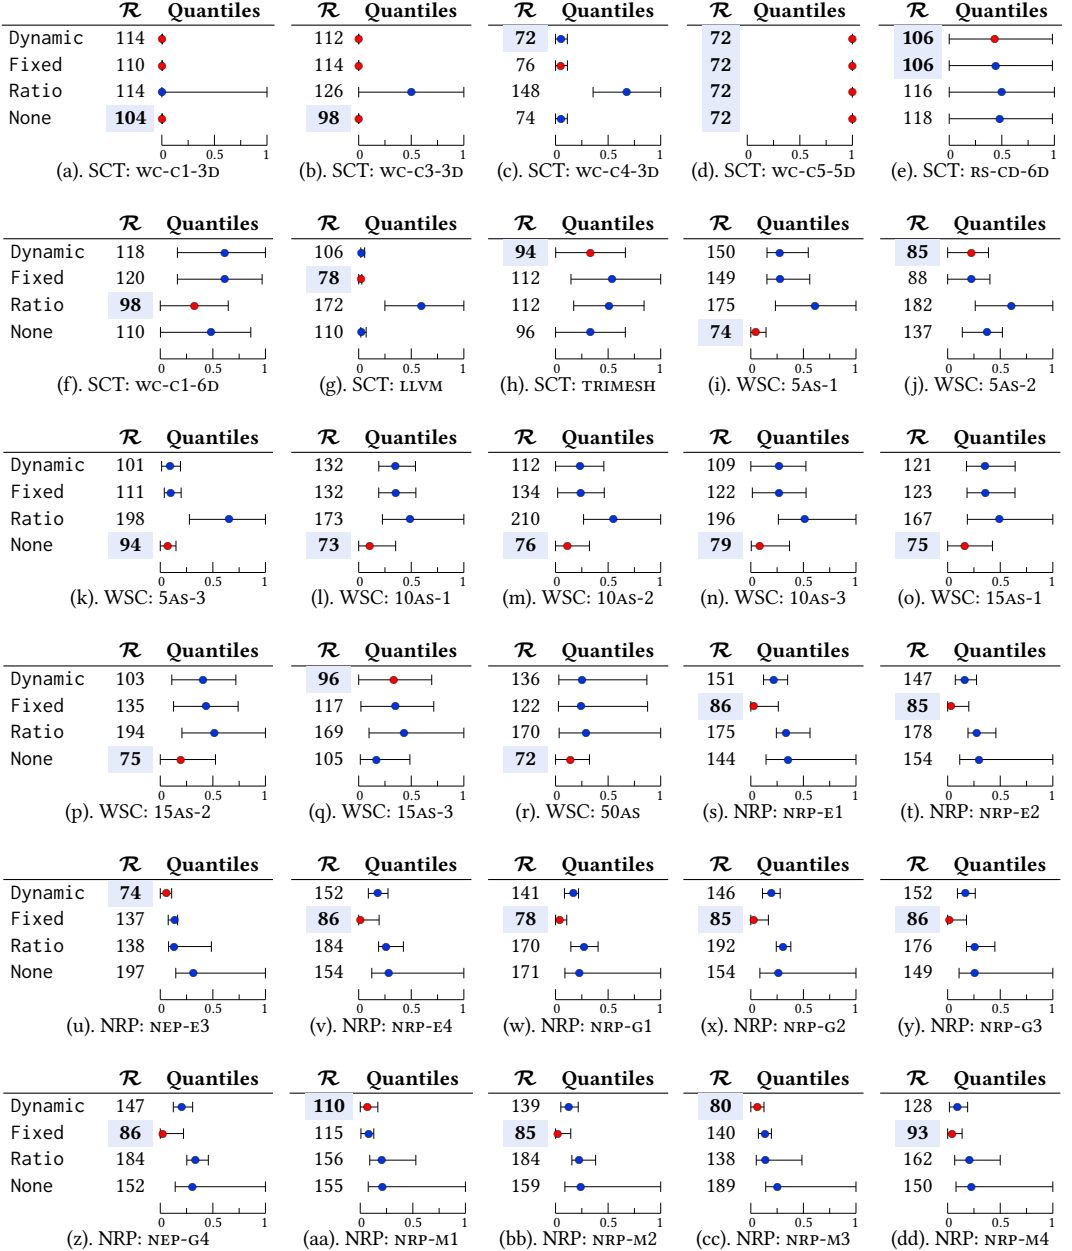 R Quantiles R Quantiles R Quantiles R Quantiles R Quantiles
Dynamic 114 112 72 72 106
Fixed 110 114 76 72 106
Ratio 114 126 148 72 116
None 104 98 74 72 118
0 0.5 1 0 0.5 1 0 0.5 1 0 0.5 1 0 0.5 1
(a). SCT: WC-C1-3D (b). SCT: WC-C3-3D (c). SCT: WC-C4-3D (d). SCT: WC-C5-5D (e). SCT: RS-CD-6D
R Quantiles R Quantiles R Quantiles R Quantiles R Quantiles
Dynamic 118 106 94 150 85
Fixed 120 78 112 149 88
Ratio 98 172 112 175 182
None 110 110 96 74 137
0 0.5 1 0 0.5 1 0 0.5 1 0 0.5 1 0 0.5 1
(f). SCT: WC-C1-6D (g). SCT: LLVM (h). SCT: TRIMESH (i). WSC: 5AS-1 (j). WSC: 5AS-2
R Quantiles R Quantiles R Quantiles R Quantiles R Quantiles
Dynamic 101 132 112 109 121
Fixed 111 132 134 122 123
Ratio 198 173 210 196 167
None 94 73 76 79 75
0 0.5 1 0 0.5 1 0 0.5 1 0 0.5 1 0 0.5 1
(k). WSC: 5AS-3 (l). WSC: 10AS-1 (m). WSC: 10AS-2 (n). WSC: 10AS-3 (o). WSC: 15AS-1
R Quantiles R Quantiles R Quantiles R Quantiles R Quantiles
Dynamic 103 96 136 151 147
Fixed 135 117 122 86 85
Ratio 194 169 170 175 178
None 75 105 72 144 154
0 0.5 1 0 0.5 1 0 0.5 1 0 0.5 1 0 0.5 1
(p). WSC: 15AS-2 (q). WSC: 15AS-3 (r). WSC: 50AS (s). NRP: NRP-E1 (t). NRP: NRP-E2
R Quantiles R Quantiles R Quantiles R Quantiles R Quantiles
Dynamic 74 152 141 146 152
Fixed 137 86 78 85 86
Ratio 138 184 170 192 176
None 197 154 171 154 149
0 0.5 1 0 0.5 1 0 0.5 1 0 0.5 1 0 0.5 1
(u). NRP: NEP-E3 (v). NRP: NRP-E4 (w). NRP: NRP-G1 (x). NRP: NRP-G2 (y). NRP: NRP-G3
R Quantiles R Quantiles R Quantiles R Quantiles R Quantiles
Dynamic 147 110 139 80 128
Fixed 86 115 85 140 93
Ratio 184 156 184 138 162
None 152 155 159 189 150
0 0.5 1 0 0.5 1 0 0.5 1 0 0.5 1 0 0.5 1
(z). NRP: NEP-G4 (aa). NRP: NRP-M1 (bb). NRP: NRP-M2 (cc). NRP: NRP-M3 (dd). NRP: NRP-M4